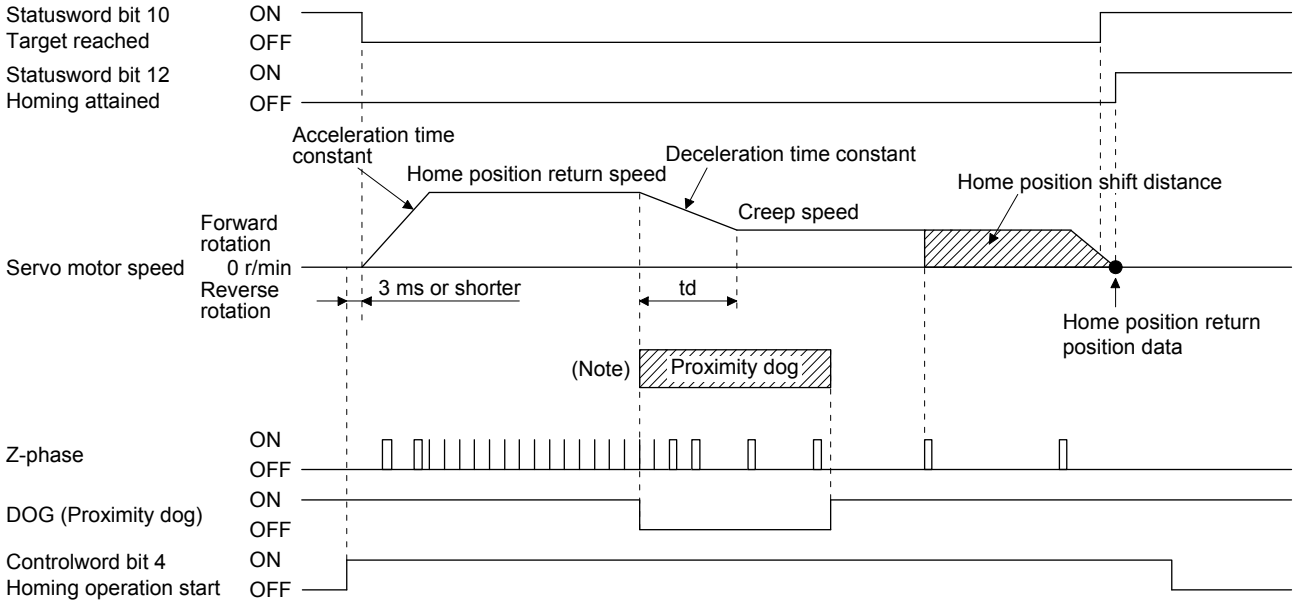 Statusword bit 10
Target reached
ON
OFF
Statusword bit 12
Homing attained
ON
OFF
Acceleration time
constant
Home position return speed
Deceleration time constant
Creep speed
Home position shift distance
Forward
rotation
Servo motor speed
0 r/min
Reverse
rotation
3 ms or shorter
td
Home position return
position data
(Note)
Proximity dog
Z-phase
ON
OFF
DOG (Proximity dog)
ON
OFF
Controlword bit 4
Homing operation start
ON
OFF